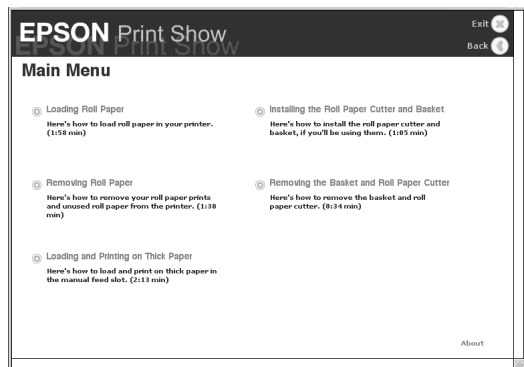 EPSON Print Show
Exit
Back
Main Menu
Loading Roll Paper
Here's how to load roll paper in your printer.
(1:58 min)
Installing the Roll Paper Cutter and Basket
Here's how to install the roll paper cutter and
basket, if you'll be using them. (1:05 min)
Removing Roll Paper
Here's how to remove your roll paper prints
and unused roll paper from the printer. (1:30
min)
Removing the Basket and Roll Paper Cutter
Here's how to remove the basket and roll
paper cutter. (0:34 min)
Loading and Printing on Thick Paper
Here's how to load and print on thick paper in
the manual feed slot. (2:13 min)
About